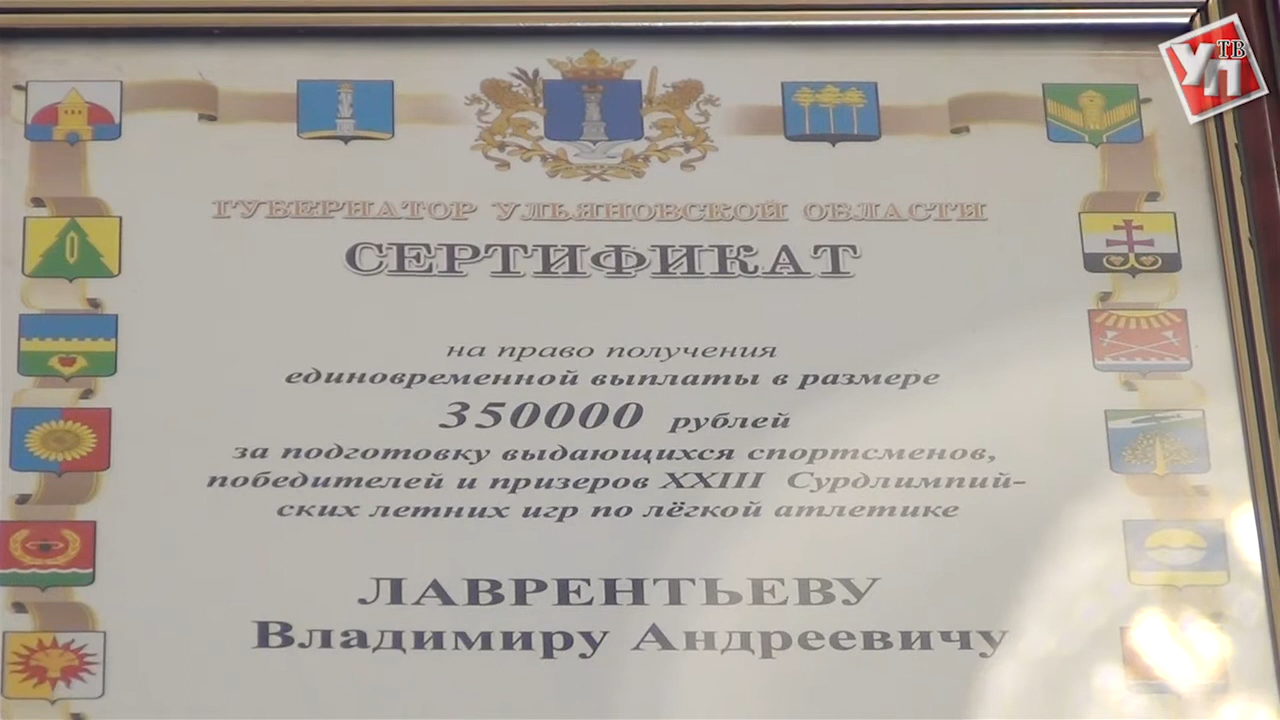 УП ТВ
ГУБЕРНАТОР УЛЬЯНОВСКОЙ ОБЛАСТИ
СЕРТИФИКАТ
на право получения
единовременной выплаты в размере
350000 рублей
за подготовку выдающихся спортсменов,
победителей и призеров XXIII Сурдлимпий-
ских летних игр по лёгкой атлетике
ЛАВРЕНТЬЕВУ
Владимиру Андреевичу